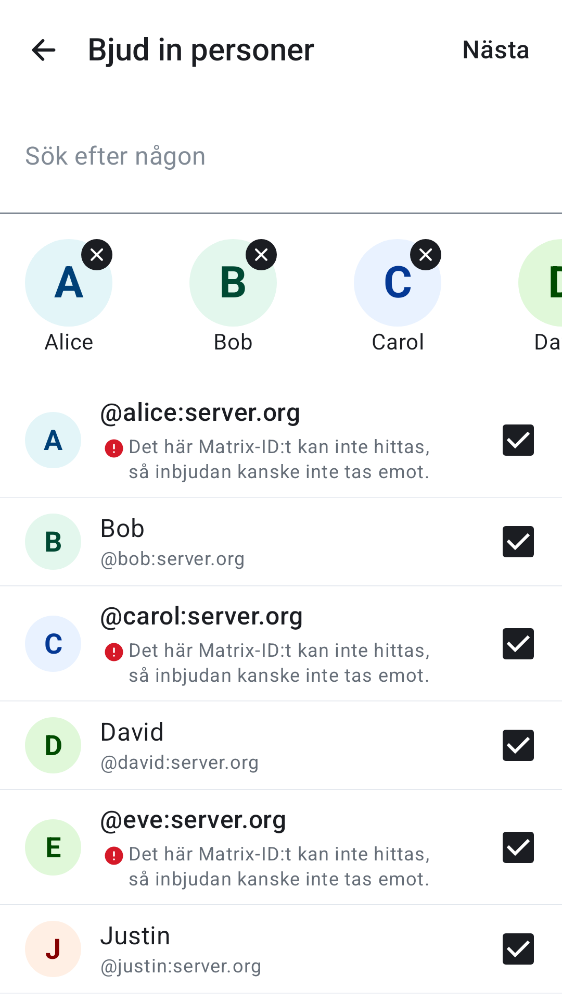 Bjud in personer
Nästa
Sök efter någon
A
B
C
D
Alice
Bob
Carol
Da
A
@alice:server.org
Det här Matrix-ID:t kan inte hittas,
så inbjudan kanske inte tas emot.
B
Bob
@bob:server.org
C
@carol:server.org
Det här Matrix-ID:t kan inte hittas,
så inbjudan kanske inte tas emot.
D
David
@david:server.org
E
@eve:server.org
Det här Matrix-ID:t kan inte hittas,
så inbjudan kanske inte tas emot.
J
Justin
@justin:server.org